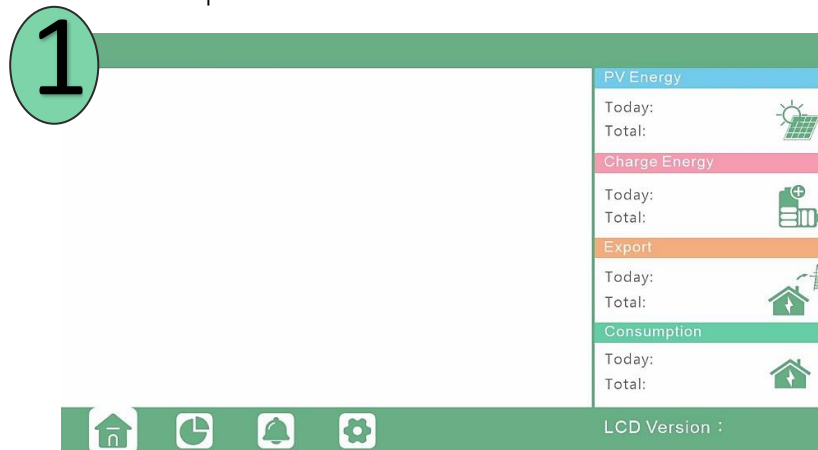 1
PV Energy
Today:
Total:
Charge Energy
Today:
Total:
Export
Today:
Total:
Consumption
Today:
Total:
LCD Version：